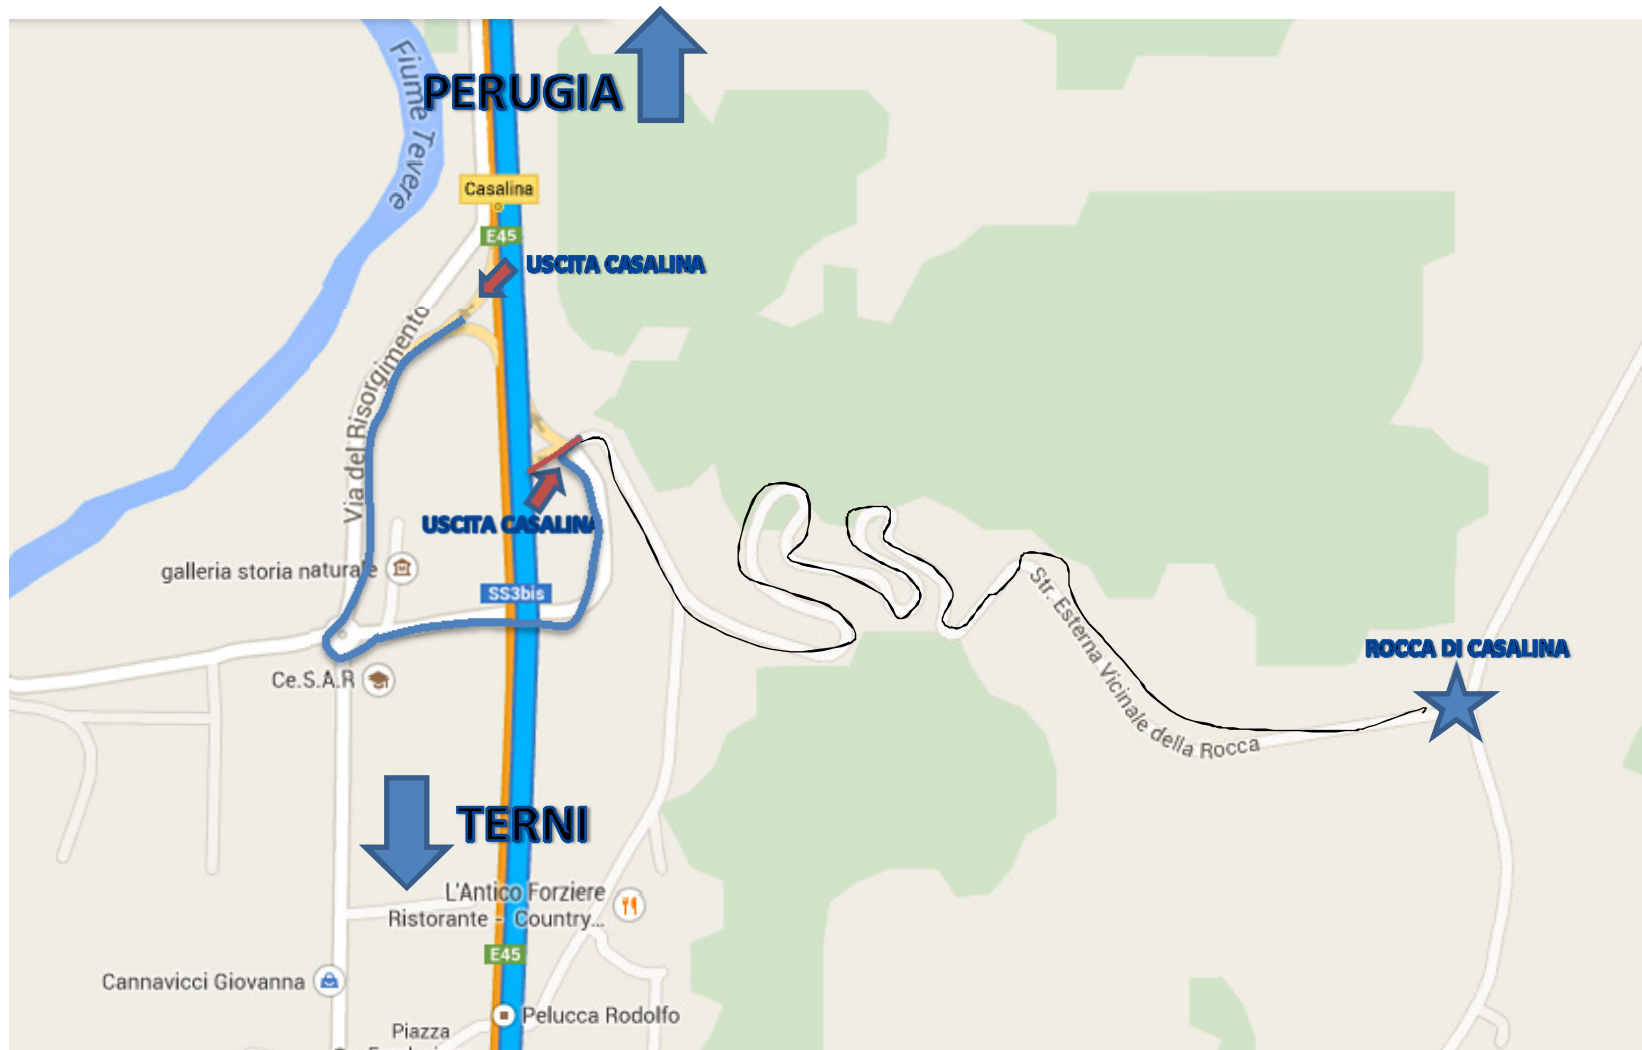 Fiume Tevere
PERUGIA
Casalina
E45
USCITA CASALINA
Via del Risorgimento
USCITA CASALINA
galleria storia naturale
SS3bis
Str. Esterna Vicinale della Rocca
ROCCA DI CASALINA
Ce.S.A.R
TERNI
L'Antico Forziere
Ristorante - Country...
E45
Cannavicci Giovanna
Pelucca Rodolfo
Piazza